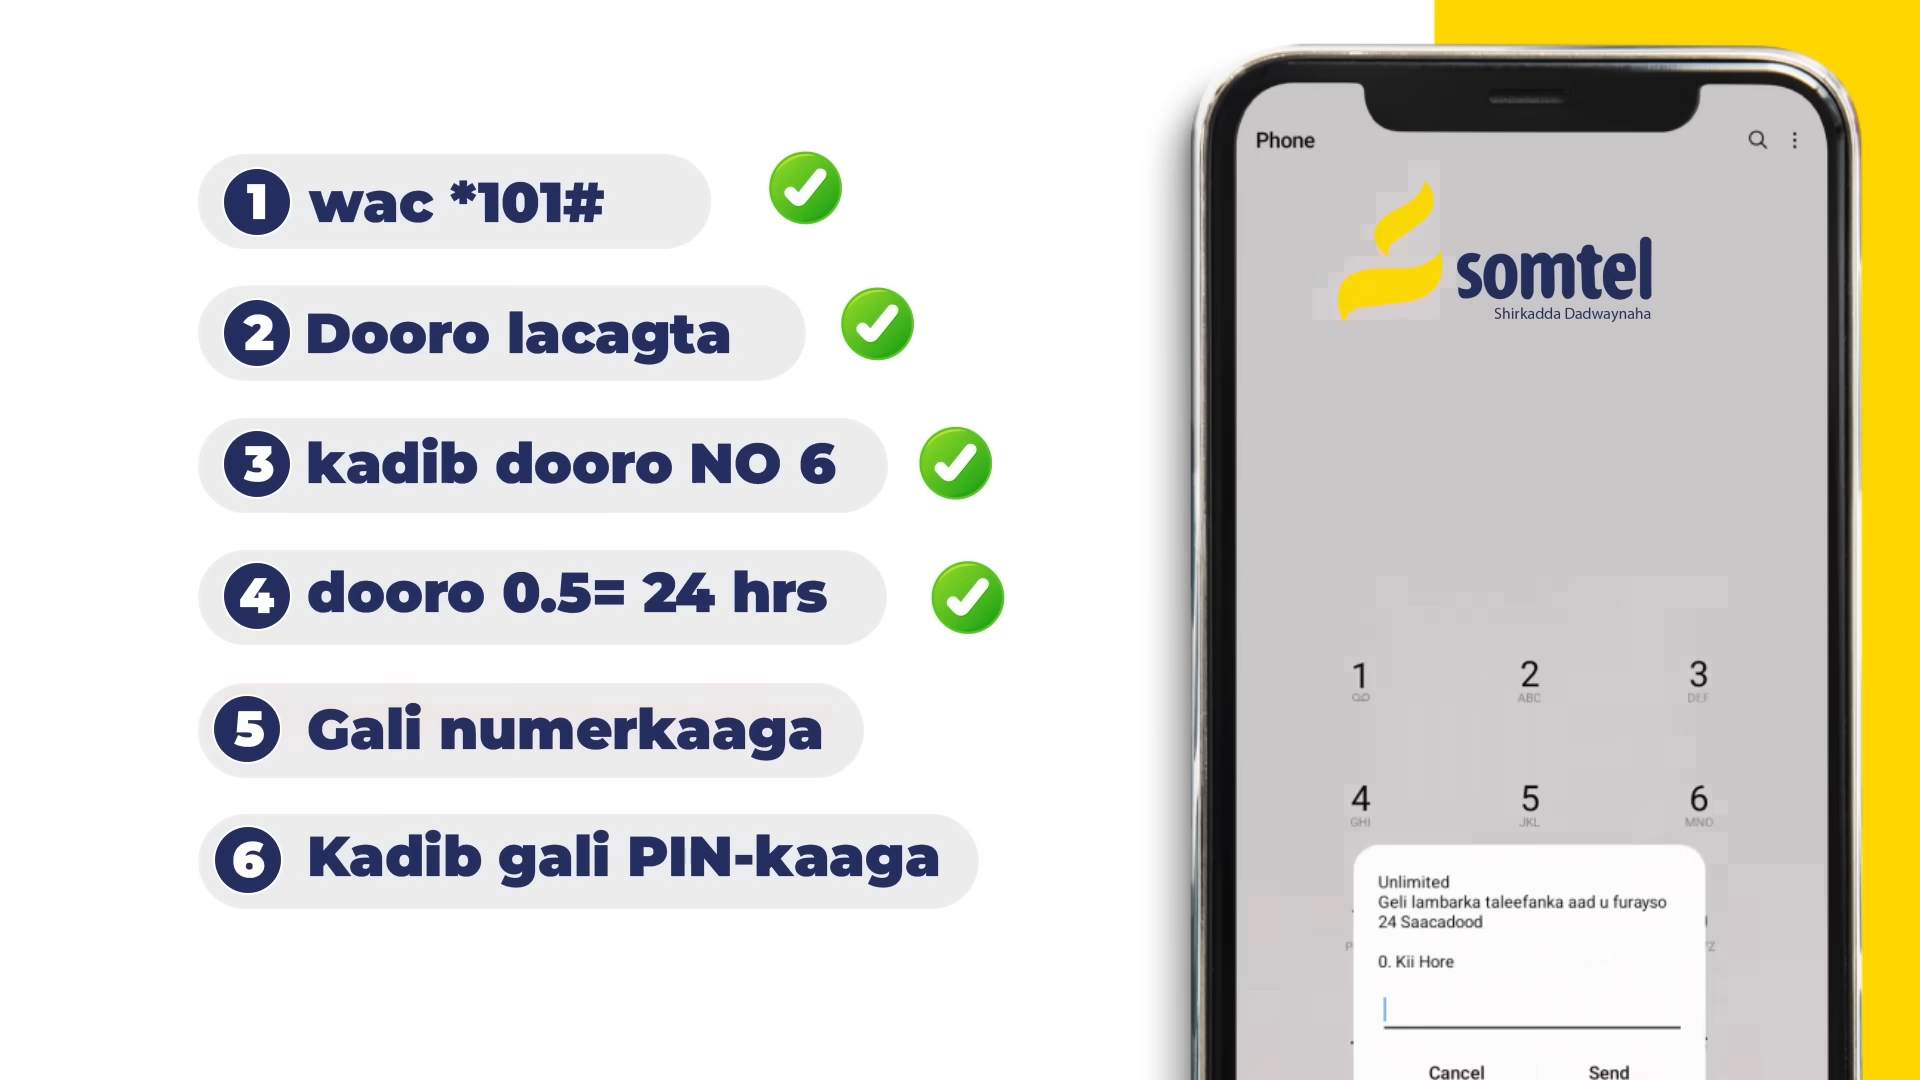 1 wac *101#
2 Dooro lacagta
3 kadib dooro NO 6
4 dooro 0.5= 24 hrs
5 Gali numerkaaga
6 Kadib gali PIN-kaaga
Phone
somtel
Shirkadda Dadwaynaha
1 2 3
ABC DEF
4 5 6
GHI JKL MNO
Unlimited
Geli lambarka taleefanka aad u furayso
24 Saacadood
0. Kii Hore
Cancel Send